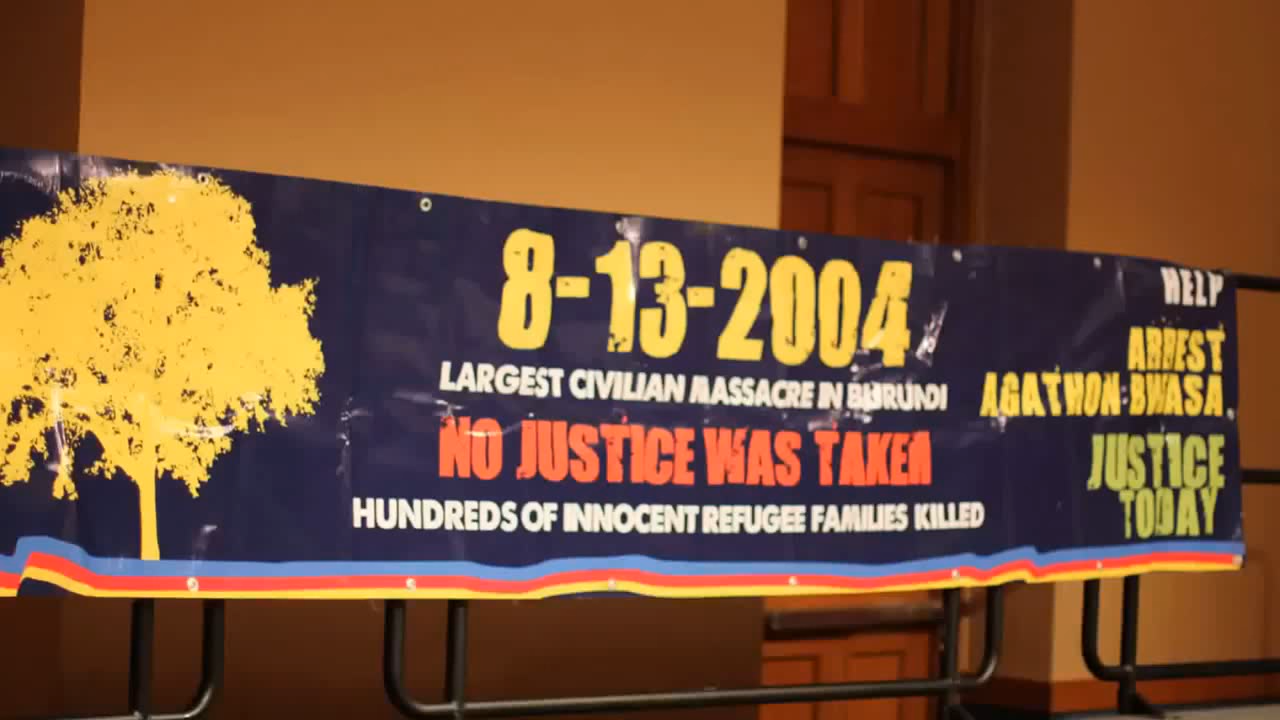 8-13-2004
LARGEST CIVILIAN MASSACRE IN BURUNDI
NO JUSTICE WAS TAKEN
HUNDREDS OF INNOCENT REFUGEE FAMILIES KILLED
HELP
ARREST
AGATHON-BWASA
JUSTICE
TODAY